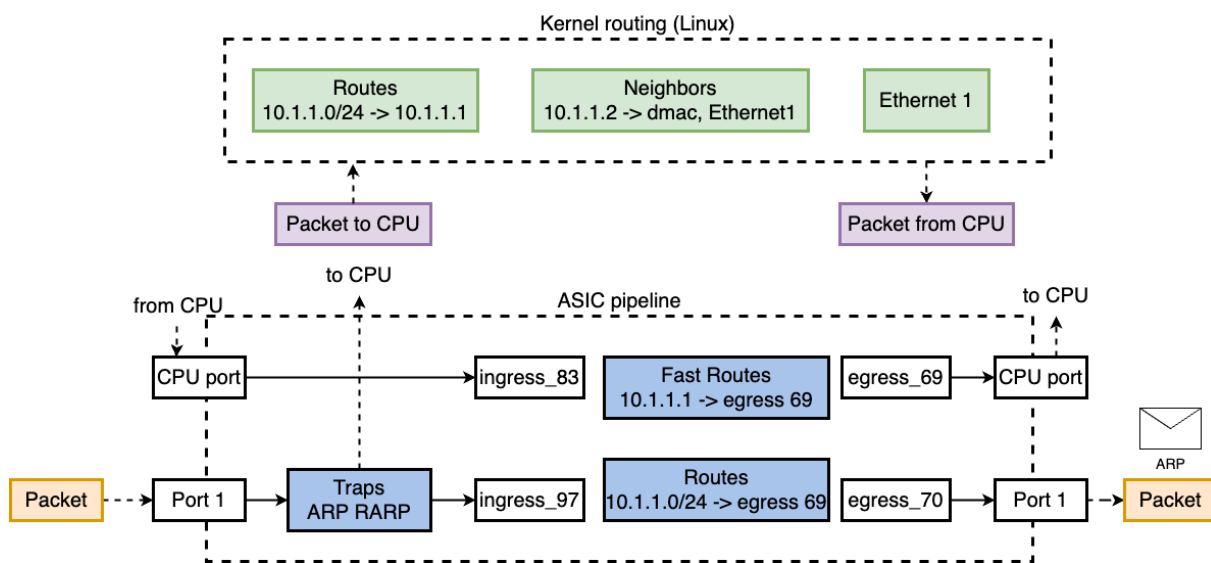 Kernel routing (Linux)
Routes
10.1.1.0/24 -> 10.1.1.1
Neighbors
10.1.1.2 -> dmac, Ethernet1
Ethernet 1
Packet to CPU
Packet from CPU
to CPU
from CPU
ASIC pipeline
to CPU
CPU port
ingress_83
Fast Routes
10.1.1.1 -> egress 69
egress_69
CPU port
ARP
Packet
Port 1
Traps
ARP RARP
ingress_97
Routes
10.1.1.0/24 -> egress 69
egress_70
Port 1
Packet